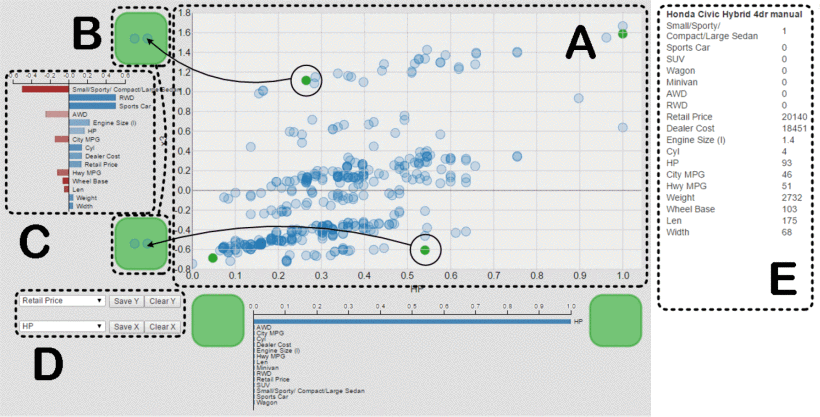 B
A
C
D
E
1.8
1.6
1.4
1.2
1.0
0.8
0.6
0.4
0.2
0.0
-0.2
-0.4
-0.6
-0.8
0.0 0.1 0.2 0.3 0.4 0.5 0.6 0.7 0.8 0.9 1.0
HP
Small/Sporty/ Compact/Large Sedan
RWD
Sports Car
AWD
Engine Size (l)
HP
City MPG
Cyl
Dealer Cost
Retail Price
Hwy MPG
Wheel Base
Len
Weight
Width
Retail Price Save Y Clear Y
HP Save X Clear X
0.0 0.1 0.2 0.3 0.4 0.5 0.6 0.7 0.8 0.9 1.0
HP
AWD
City MPG
Cyl
Dealer Cost
Engine Size (l)
Hwy MPG
Len
Minivan
RWD
Retail Price
SUV
Small/Sporty/ Compact/Large Sedan
Sports Car
Wagon
Honda Civic Hybrid 4dr manual
Small/Sporty/
Compact/Large Sedan 1
Sports Car 0
SUV 0
Wagon 0
Minivan 0
AWD 0
RWD 0
Retail Price 20140
Dealer Cost 18451
Engine Size (l) 1.4
Cyl 4
HP 93
City MPG 46
Hwy MPG 51
Weight 2732
Wheel Base 103
Len 175
Width 68